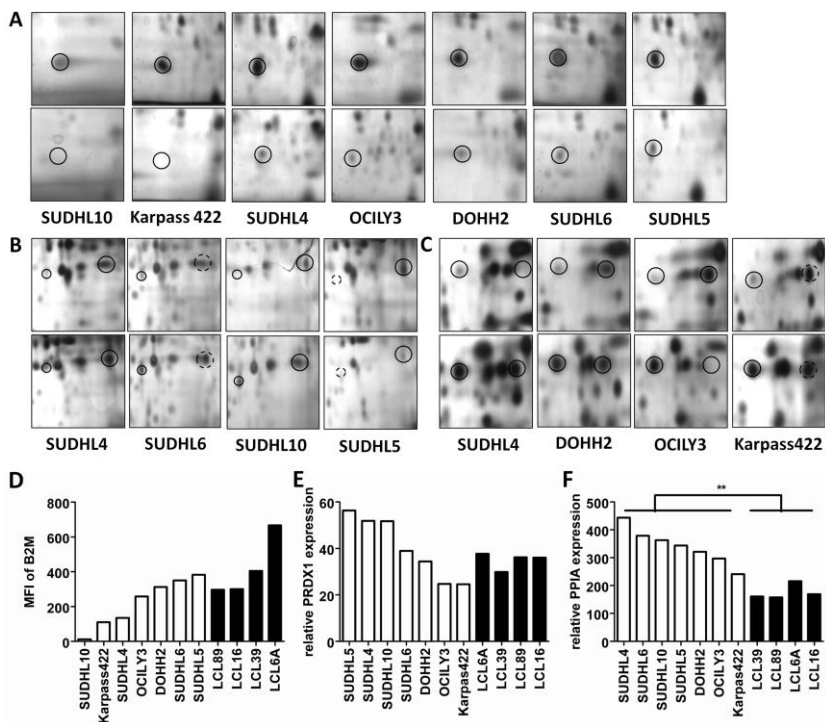 A
SUDHL10 Karpass 422 SUDHL4 OCILY3 DOHH2 SUDHL6 SUDHL5
B
SUDHL4 SUDHL6 SUDHL10 SUDHL5
C
SUDHL4 DOHH2 OCILY3 Karpass422
D
MFI of B2M
800
600
400
200
0
SUDHL10
Karpass422
SUDHL4
OCILY3
DOHH2
SUDHL6
SUDHL5
LCL89
LCL16
LCL39
LCL6A
E
relative PRDX1 expression
60
40
20
0
SUDHL5
SUDHL4
SUDHL10
SUDHL6
DOHH2
OCILY3
Karpas422
LCL6A
LCL39
LCL89
LCL16
F
**
relative PPIA expression
500
400
300
200
100
0
SUDHL4
SUDHL6
SUDHL10
SUDHL5
DOHH2
OCILY3
Karpas422
LCL39
LCL89
LCL6A
LCL16